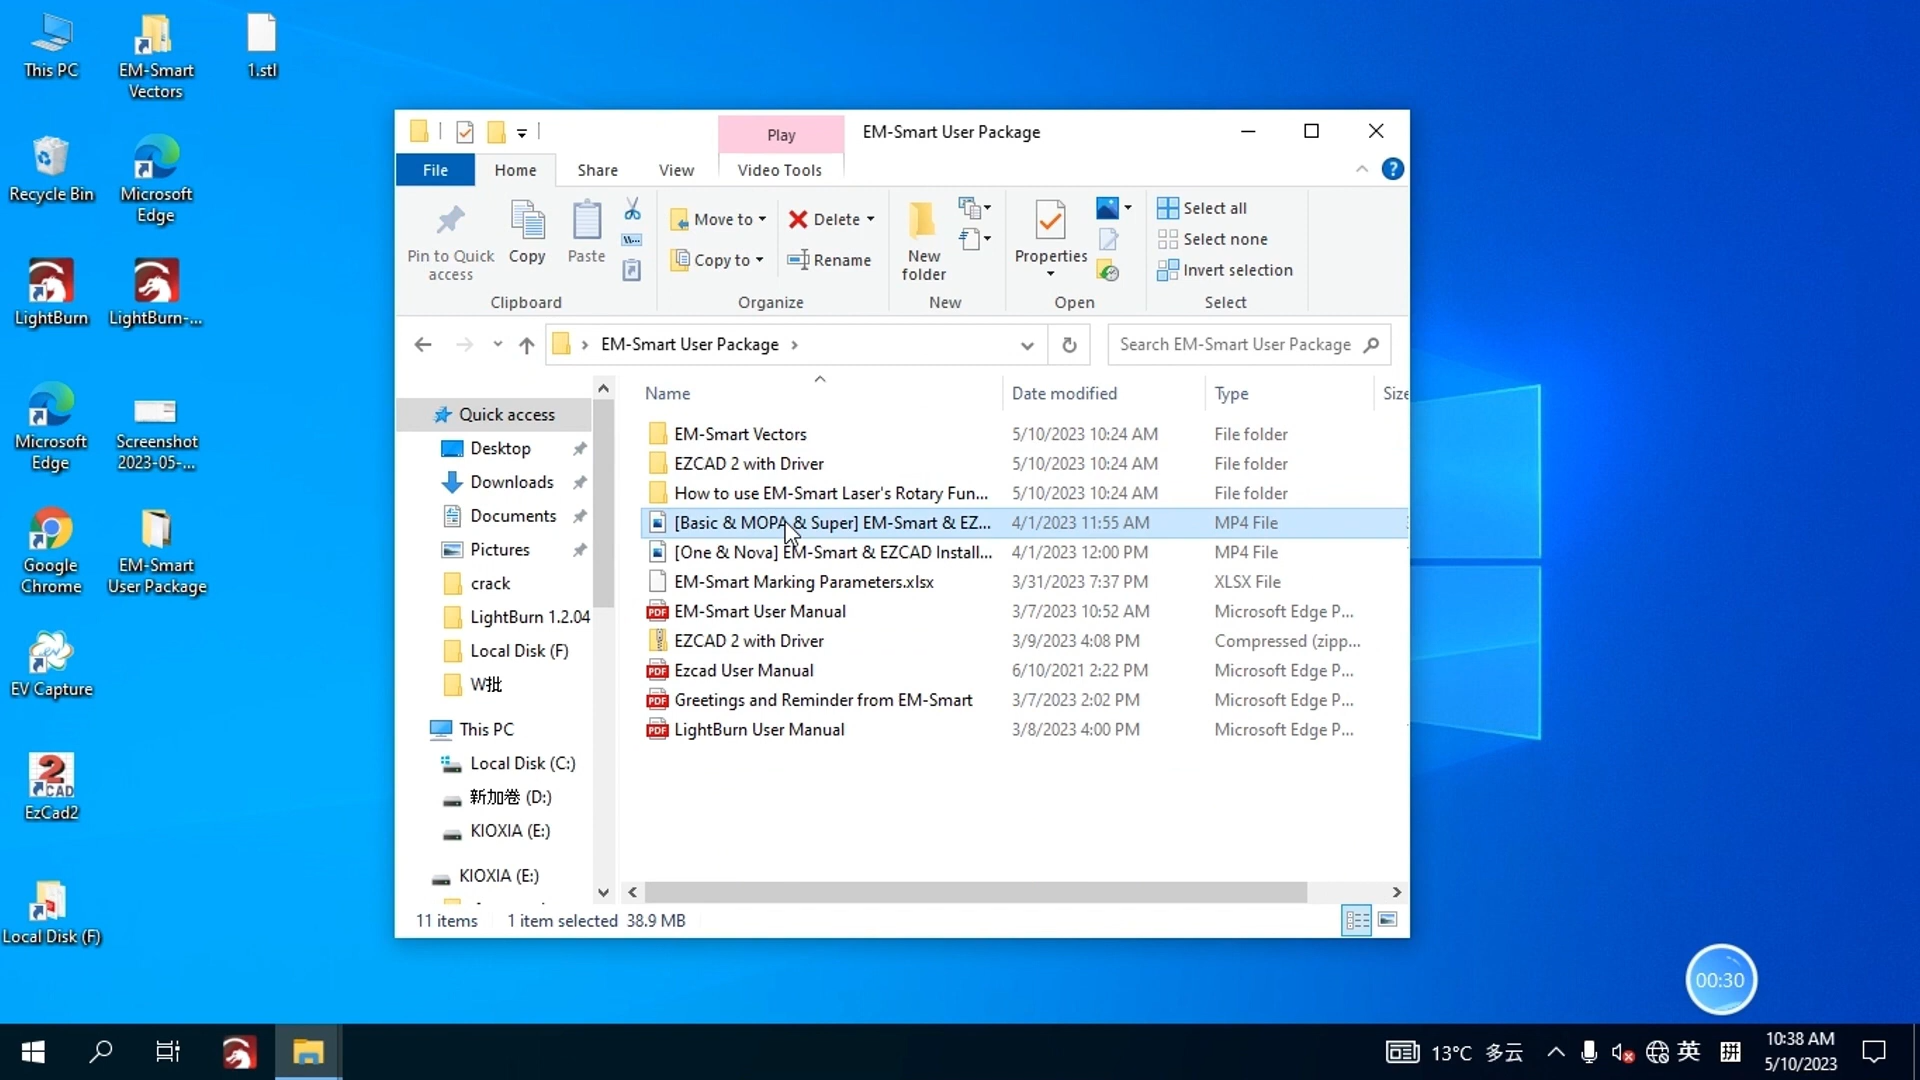 This PC
EM-Smart
Vectors
1.stl
Recycle Bin
Microsoft
Edge
LightBurn
LightBurn-...
Microsoft
Edge
Screenshot
2023-05-...
Google
Chrome
EM-Smart
User Package
EV Capture
2
CAD
EzCad2
Local Disk (F)
Play
EM-Smart User Package
File
Home
Share
View
Video Tools
Pin to Quick
access
Copy
Paste
Clipboard
Move to
Copy to
Delete
Rename
Organize
New
folder
New
Properties
Open
Select all
Select none
Invert selection
Select
EM-Smart User Package
Search EM-Smart User Package
Name
Date modified
Type
Size
Quick access
Desktop
Downloads
Documents
Pictures
crack
LightBurn 1.2.04
Local Disk (F)
W批
This PC
Local Disk (C:)
新加卷 (D:)
KIOXIA (E:)
KIOXIA (E:)
EM-Smart Vectors 5/10/2023 10:24 AM File folder
EZCAD 2 with Driver 5/10/2023 10:24 AM File folder
How to use EM-Smart Laser's Rotary Fun... 5/10/2023 10:24 AM File folder
[Basic & MOPA & Super] EM-Smart & EZ... 4/1/2023 11:55 AM MP4 File
[One & Nova] EM-Smart & EZCAD Install... 4/1/2023 12:00 PM MP4 File
EM-Smart Marking Parameters.xlsx 3/31/2023 7:37 PM XLSX File
PDF EM-Smart User Manual 3/7/2023 10:52 AM Microsoft Edge P...
EZCAD 2 with Driver 3/9/2023 4:08 PM Compressed (zipp...
PDF Ezcad User Manual 6/10/2021 2:22 PM Microsoft Edge P...
PDF Greetings and Reminder from EM-Smart 3/7/2023 2:02 PM Microsoft Edge P...
PDF LightBurn User Manual 3/8/2023 4:00 PM Microsoft Edge P...
11 items 1 item selected 38.9 MB
00:30
13°C 多云
英
拼
10:38 AM
5/10/2023